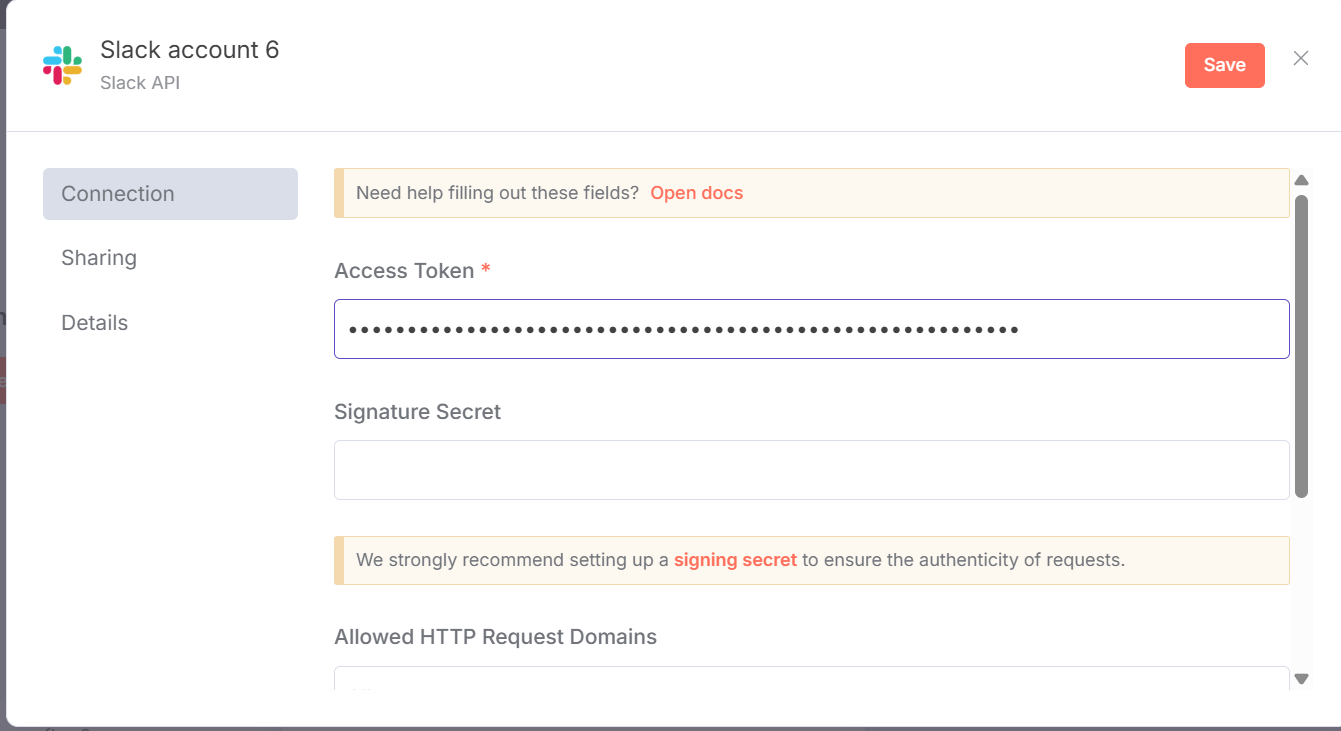 Slack account 6
Slack API
Save
Connection
Sharing
Details
Need help filling out these fields? Open docs
Access Token *
••••••••••••••••••••••••••••••••••••••••••••••••••••••••••
Signature Secret
We strongly recommend setting up a signing secret to ensure the authenticity of requests.
Allowed HTTP Request Domains